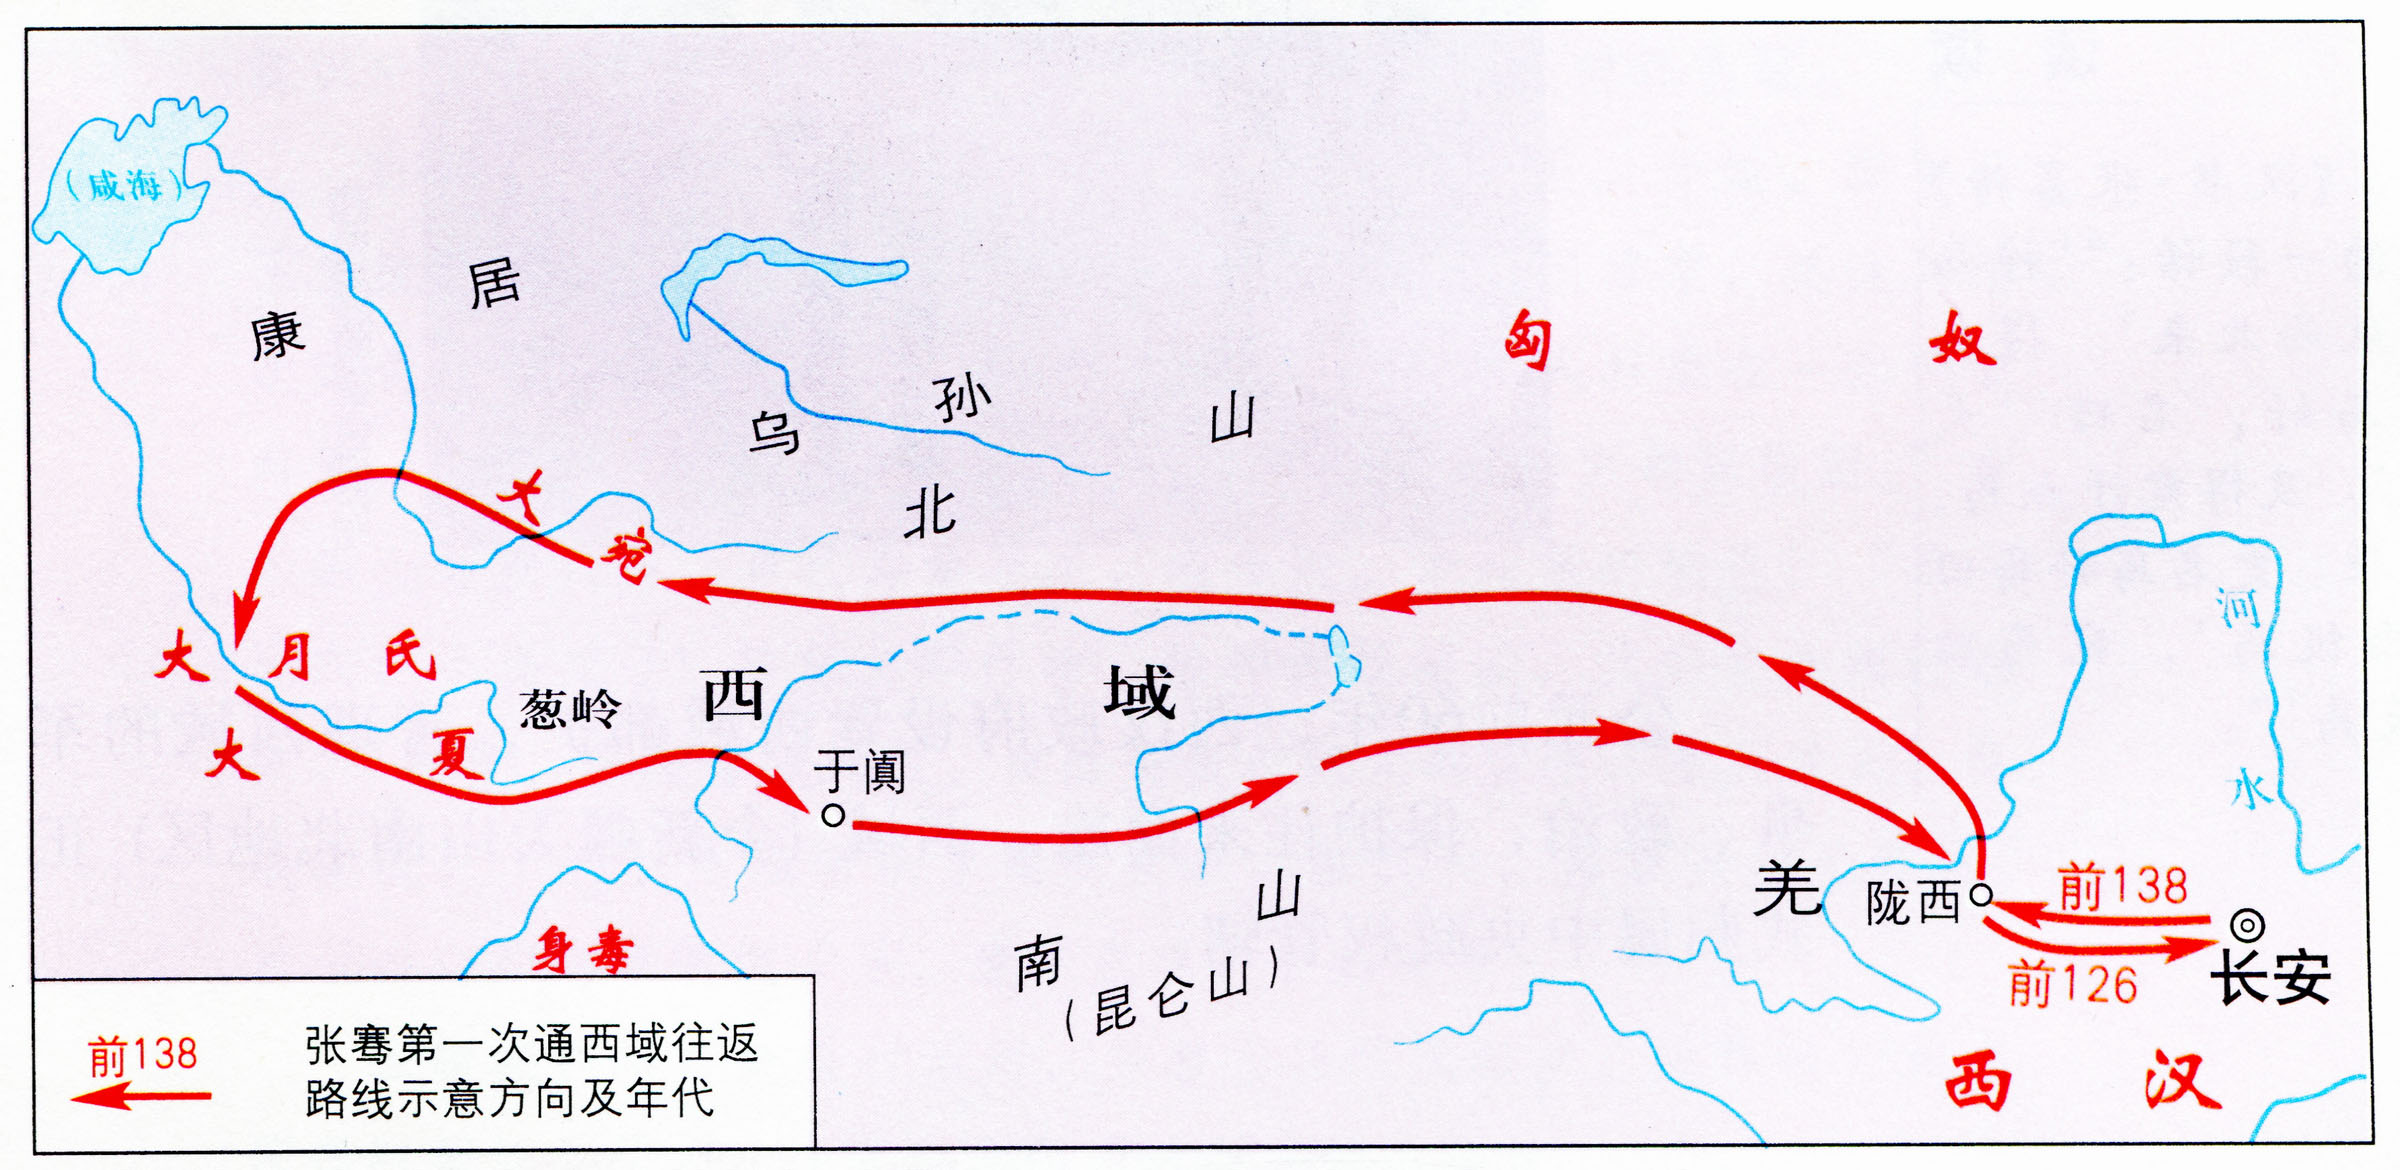 （咸海）
康居
乌孙
匈奴
北山
大宛
大月氏
大夏
葱岭
西域
于阗
河水
羌
陇西
前138
前126
长安
身毒
南山
（昆仑山）
西汉
前138
张骞第一次通西域往返
路线示意方向及年代